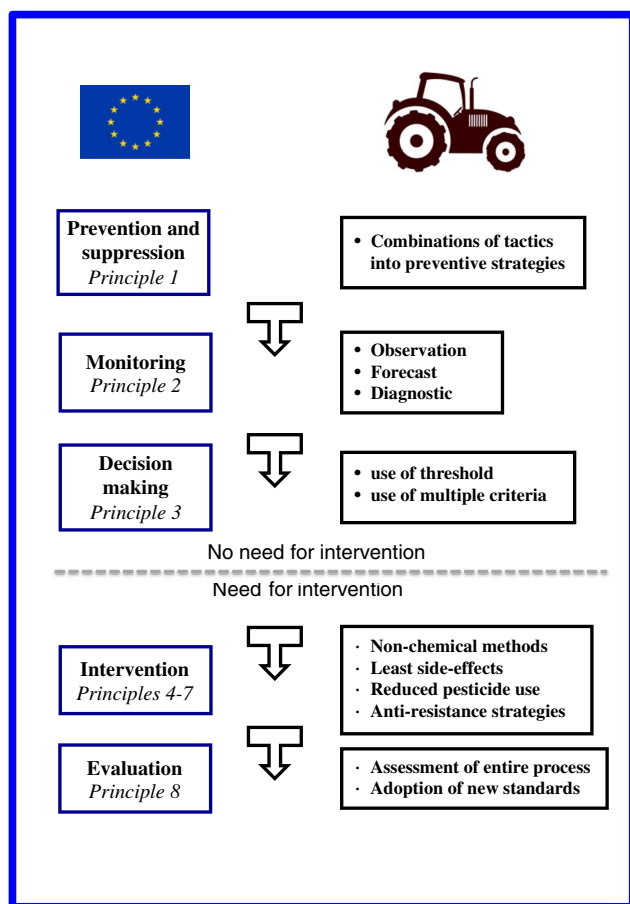 Prevention and
suppression
Principle 1
• Combinations of tactics
into preventive strategies
Monitoring
Principle 2
• Observation
• Forecast
• Diagnostic
Decision
making
Principle 3
• use of threshold
• use of multiple criteria
No need for intervention
Need for intervention
Intervention
Principles 4-7
· Non-chemical methods
· Least side-effects
· Reduced pesticide use
· Anti-resistance strategies
Evaluation
Principle 8
· Assessment of entire process
· Adoption of new standards